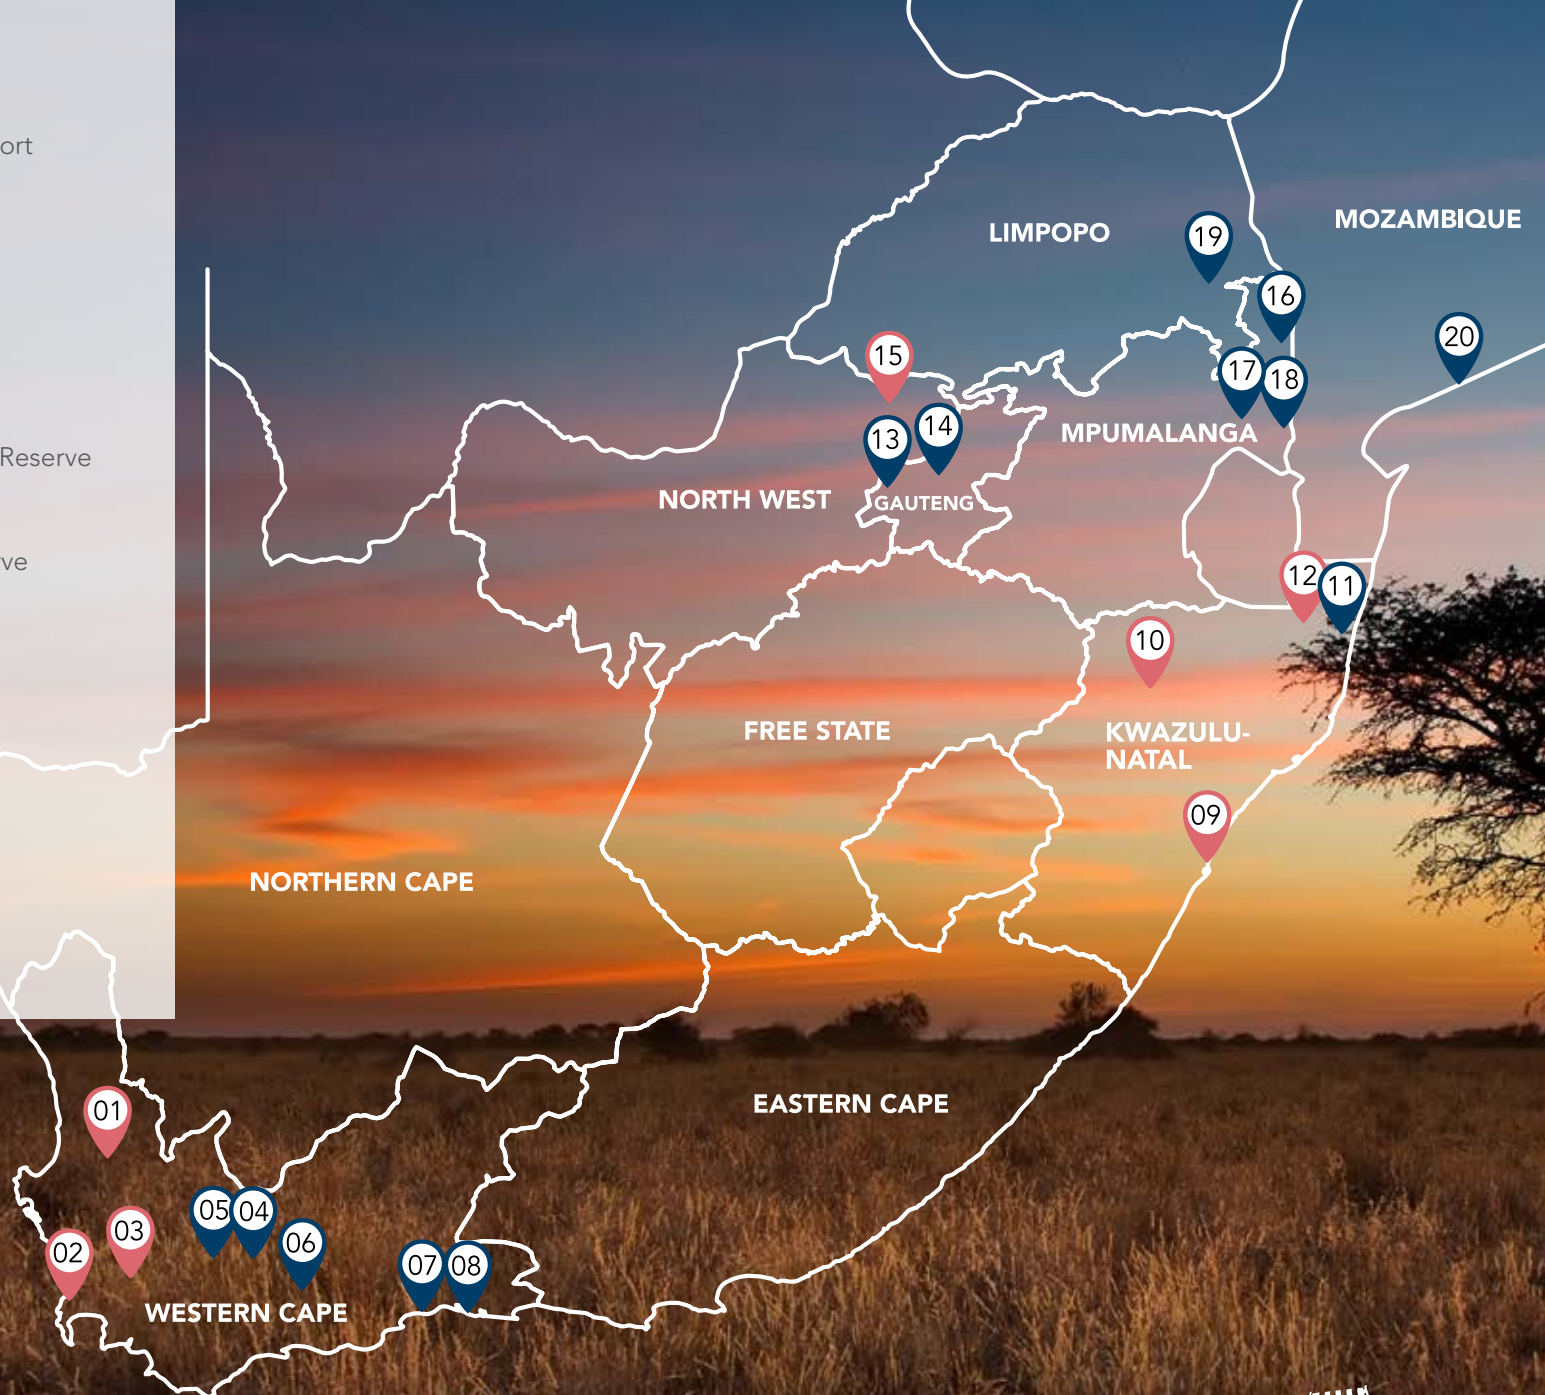 ort
Reserve
rve
LIMPOPO
MOZAMBIQUE
19
16
20
15
17
18
14
13
MPUMALANGA
NORTH WEST
GAUTENG
12
11
10
FREE STATE
KWAZULU-
NATAL
09
NORTHERN CAPE
EASTERN CAPE
01
05
04
03
06
02
07
08
WESTERN CAPE